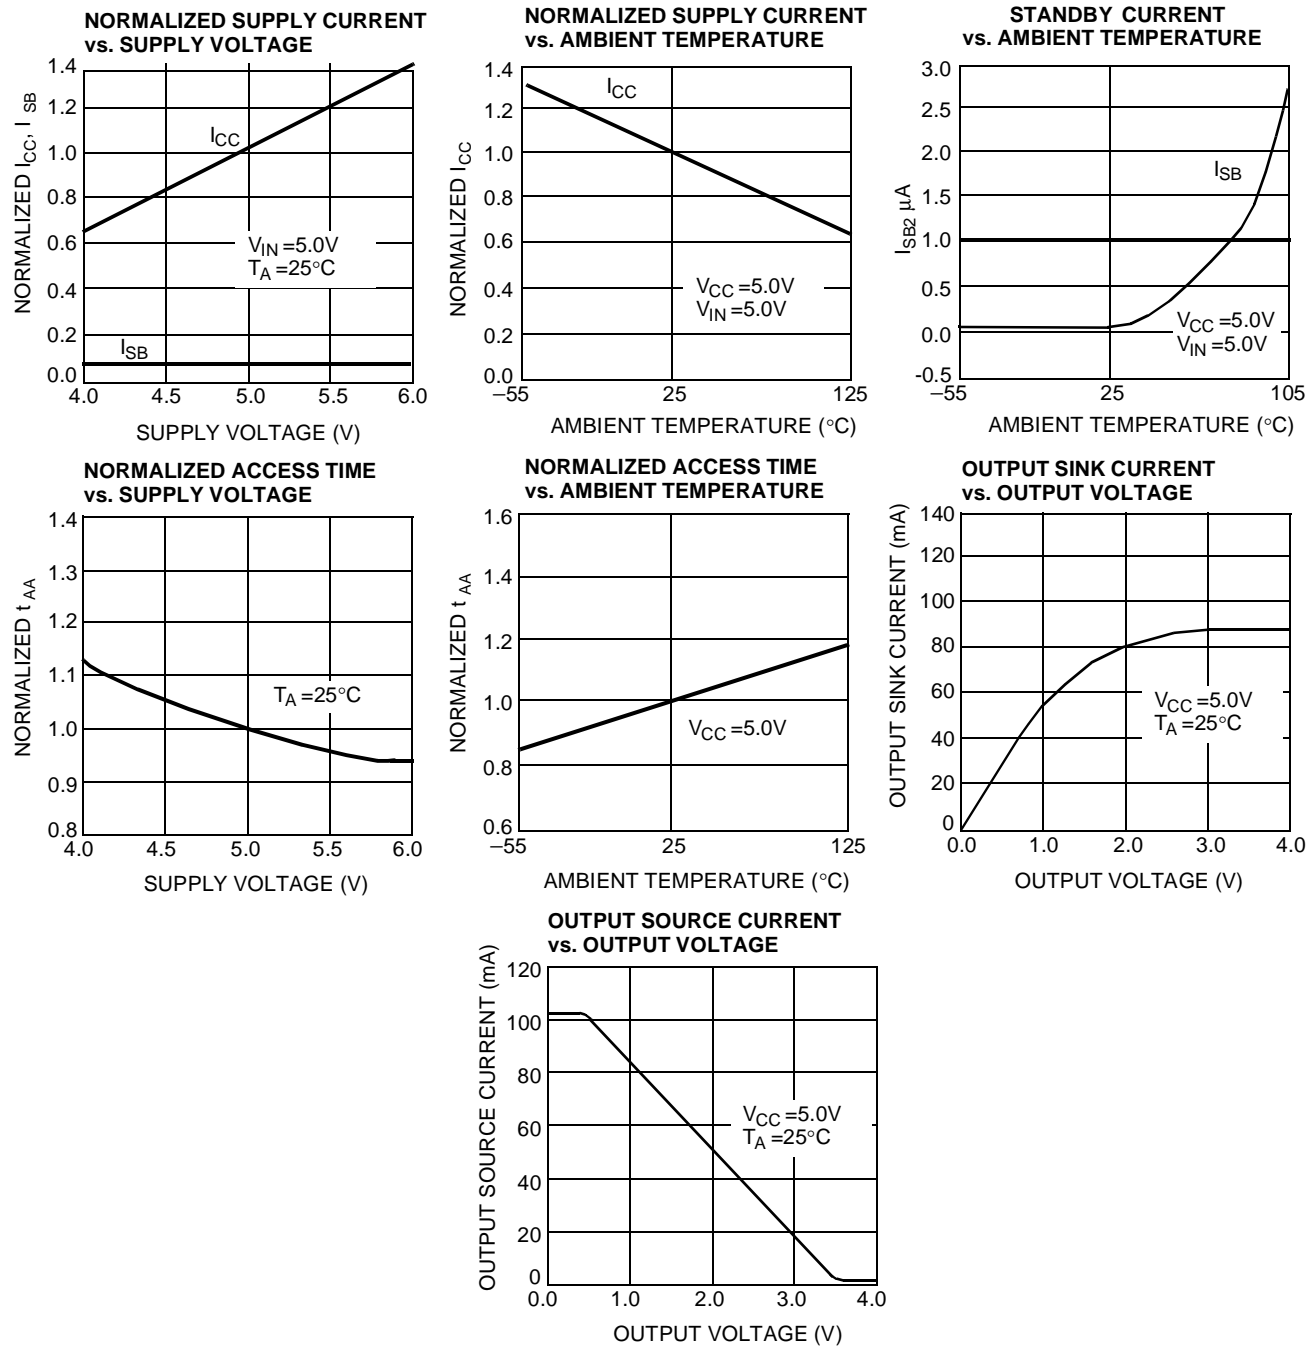 NORMALIZED SUPPLY CURRENT
vs. SUPPLY VOLTAGE
NORMALIZED ICC, I SB
1.4
1.2
1.0
0.8
0.6
0.4
0.2
0.0
ICC
VIN =5.0V
TA =25°C
ISB
4.0 4.5 5.0 5.5 6.0
SUPPLY VOLTAGE (V)
NORMALIZED SUPPLY CURRENT
vs. AMBIENT TEMPERATURE
NORMALIZED ICC
1.4
1.2
1.0
0.8
0.6
0.4
0.2
0.0
ICC
VCC =5.0V
VIN =5.0V
–55 25 125
AMBIENT TEMPERATURE (°C)
STANDBY CURRENT
vs. AMBIENT TEMPERATURE
ISB2 µA
3.0
2.5
2.0
1.5
1.0
0.5
0.0
-0.5
ISB
VCC =5.0V
VIN =5.0V
–55 25 105
AMBIENT TEMPERATURE (°C)
NORMALIZED ACCESS TIME
vs. SUPPLY VOLTAGE
NORMALIZED t AA
1.4
1.3
1.2
1.1
1.0
0.9
0.8
TA =25°C
4.0 4.5 5.0 5.5 6.0
SUPPLY VOLTAGE (V)
NORMALIZED ACCESS TIME
vs. AMBIENT TEMPERATURE
NORMALIZED t AA
1.6
1.4
1.2
1.0
0.8
0.6
VCC =5.0V
–55 25 125
AMBIENT TEMPERATURE (°C)
OUTPUT SINK CURRENT
vs. OUTPUT VOLTAGE
OUTPUT SINK CURRENT (mA)
140
120
100
80
60
40
20
0
VCC =5.0V
TA =25°C
0.0 1.0 2.0 3.0 4.0
OUTPUT VOLTAGE (V)
OUTPUT SOURCE CURRENT
vs. OUTPUT VOLTAGE
OUTPUT SOURCE CURRENT (mA)
120
100
80
60
40
20
0
VCC =5.0V
TA =25°C
0.0 1.0 2.0 3.0 4.0
OUTPUT VOLTAGE (V)